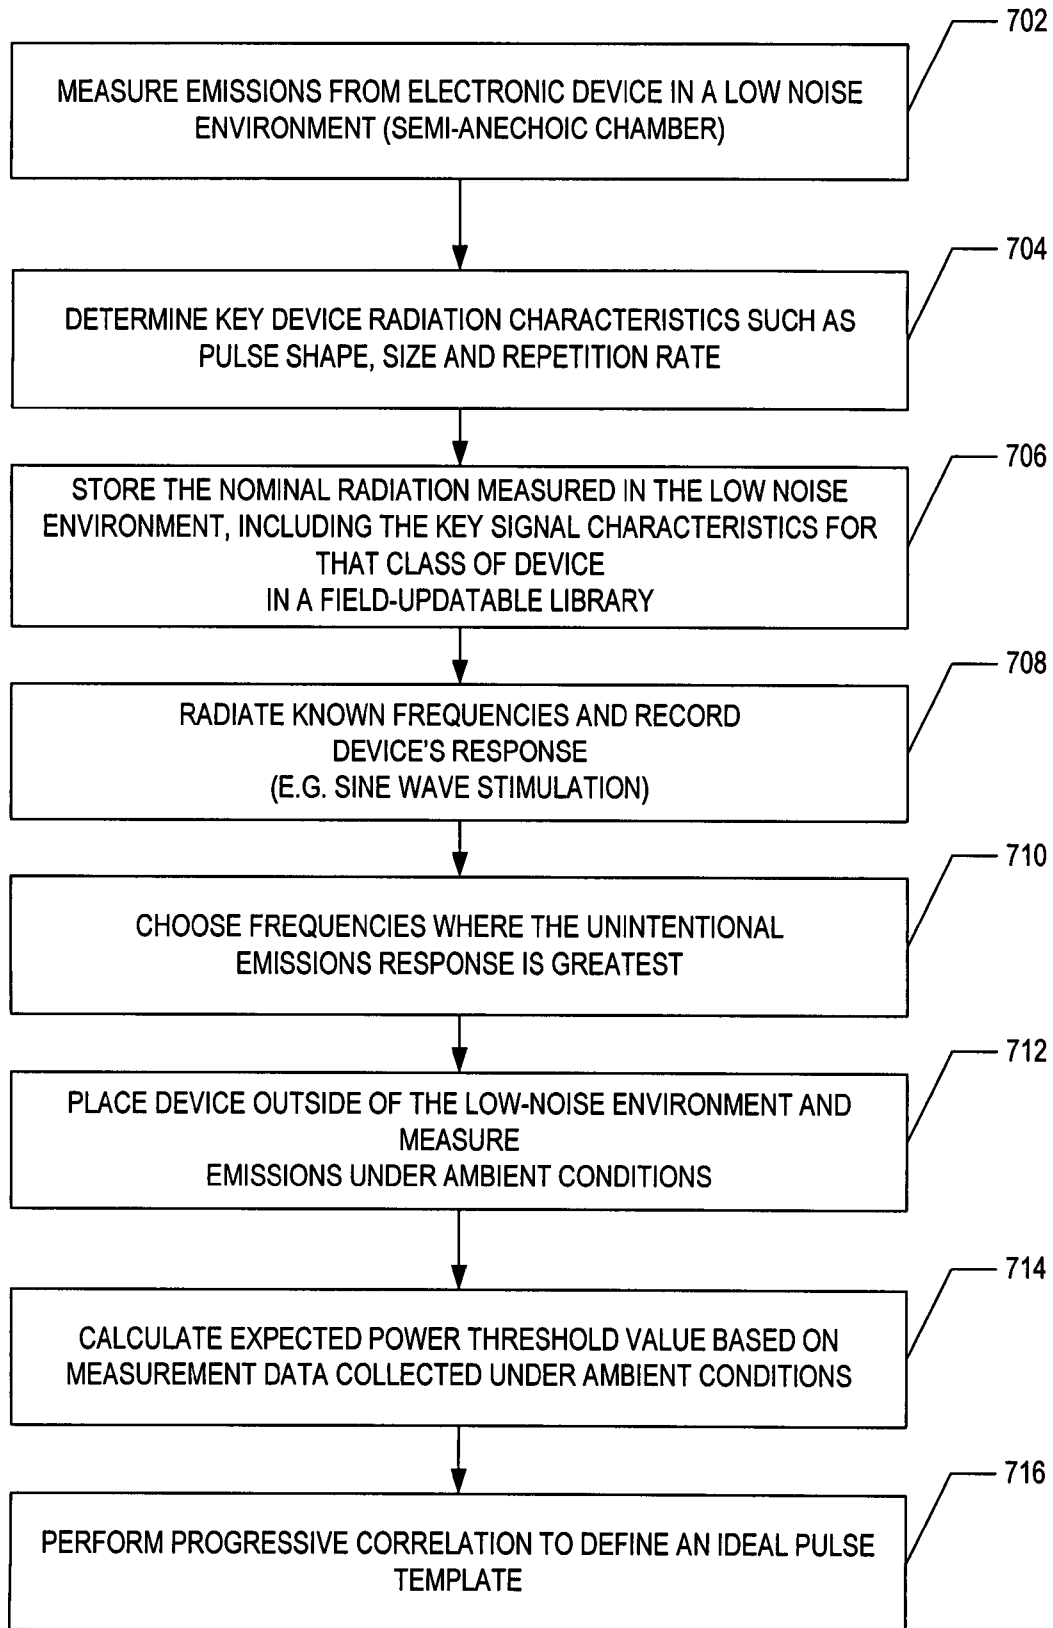 702
MEASURE EMISSIONS FROM ELECTRONIC DEVICE IN A LOW NOISE
ENVIRONMENT (SEMI-ANECHOIC CHAMBER)
704
DETERMINE KEY DEVICE RADIATION CHARACTERISTICS SUCH AS
PULSE SHAPE, SIZE AND REPETITION RATE
706
STORE THE NOMINAL RADIATION MEASURED IN THE LOW NOISE
ENVIRONMENT, INCLUDING THE KEY SIGNAL CHARACTERISTICS FOR
THAT CLASS OF DEVICE
IN A FIELD-UPDATABLE LIBRARY
708
RADIATE KNOWN FREQUENCIES AND RECORD
DEVICE'S RESPONSE
(E.G. SINE WAVE STIMULATION)
710
CHOOSE FREQUENCIES WHERE THE UNINTENTIONAL
EMISSIONS RESPONSE IS GREATEST
712
PLACE DEVICE OUTSIDE OF THE LOW-NOISE ENVIRONMENT AND
MEASURE
EMISSIONS UNDER AMBIENT CONDITIONS
714
CALCULATE EXPECTED POWER THRESHOLD VALUE BASED ON
MEASUREMENT DATA COLLECTED UNDER AMBIENT CONDITIONS
716
PERFORM PROGRESSIVE CORRELATION TO DEFINE AN IDEAL PULSE
TEMPLATE